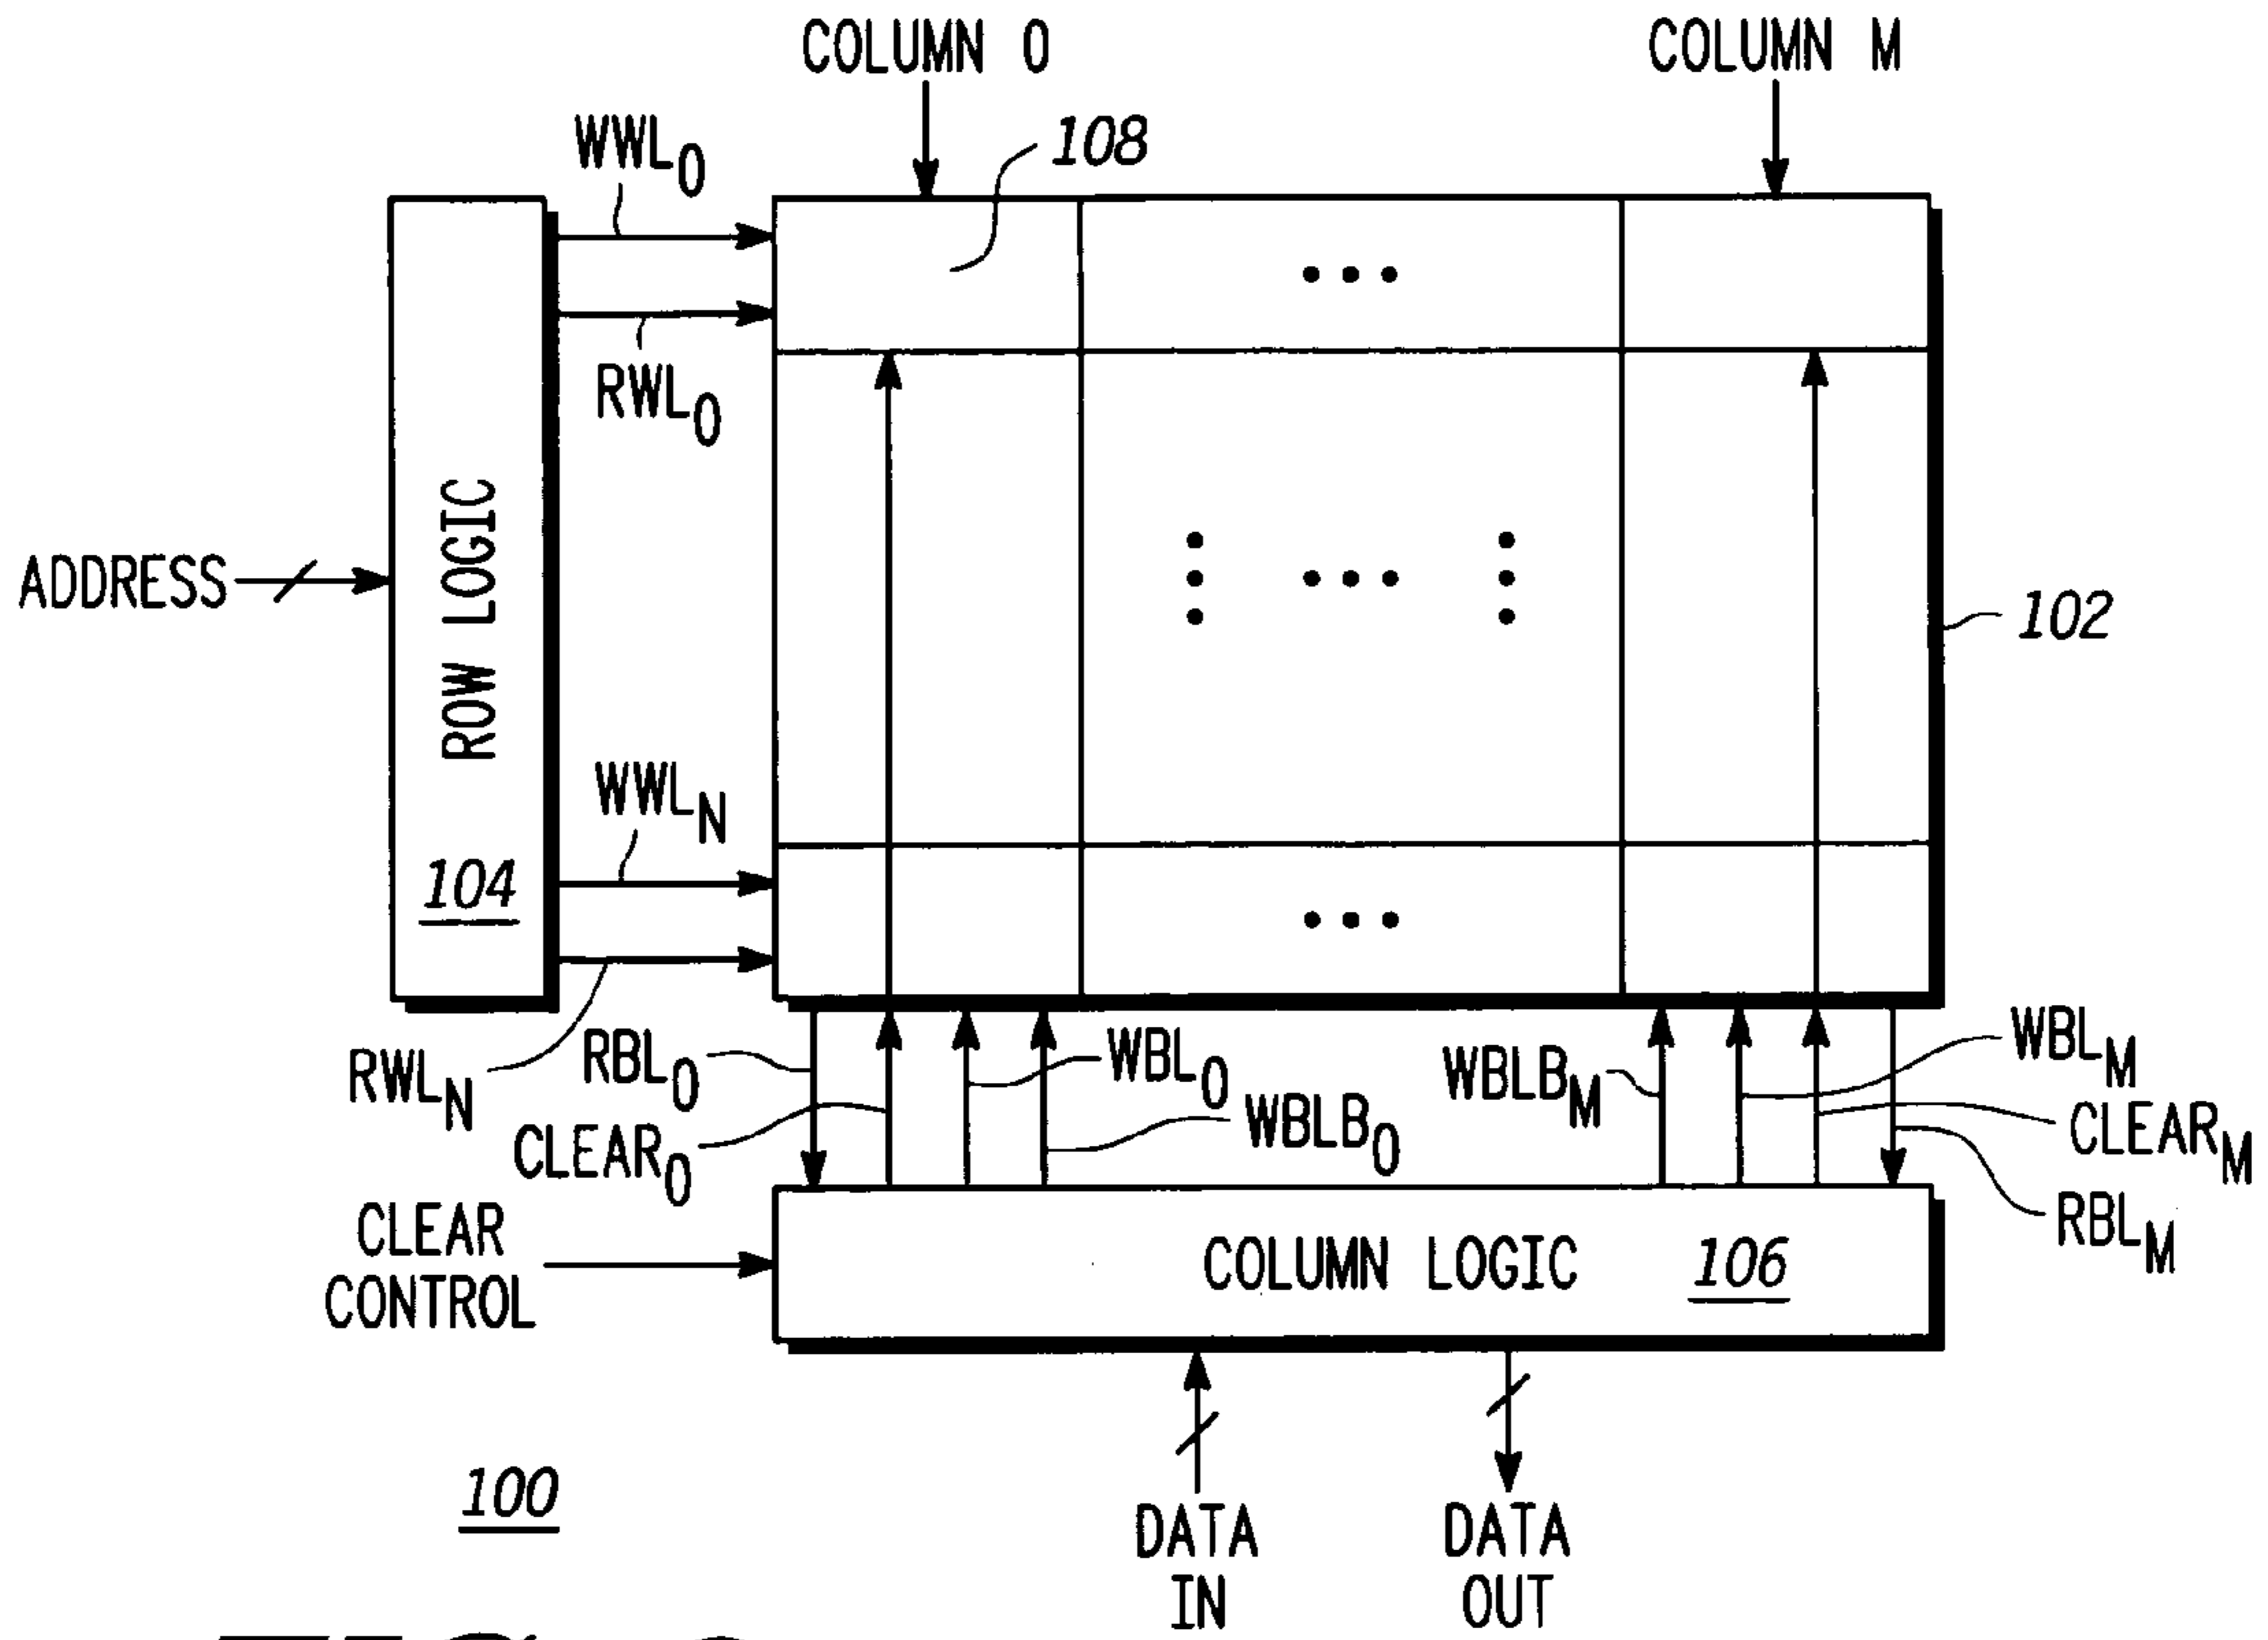 COLUMN 0
COLUMN M
WWL0
108
RWL0
ROW LOGIC
ADDRESS
102
WWLN
104
RWLN
RBL0
CLEAR0
WBL0
WBLB0
WBLBM
WBLM
CLEARM
RBLM
CLEAR
CONTROL
COLUMN LOGIC 106
100
DATA
IN
DATA
OUT